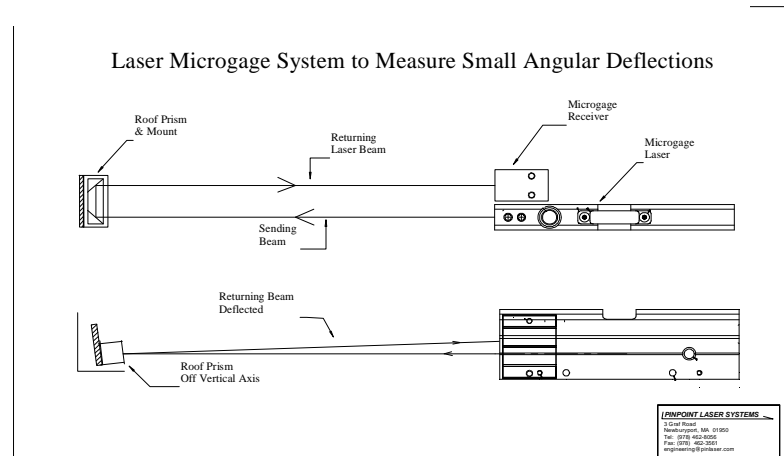 Laser Microgage System to Measure Small Angular Deflections
Roof Prism
& Mount
Returning
Laser Beam
Microgage
Receiver
Microgage
Laser
Sending
Beam
Returning Beam
Deflected
Roof Prism
Off Vertical Axis
PINPOINT LASER SYSTEMS
3 Graf Road
Newburyport, MA 01950
Tel: (978) 462-8056
Fax: (978) 462-3561
engineering@pinlaser.com